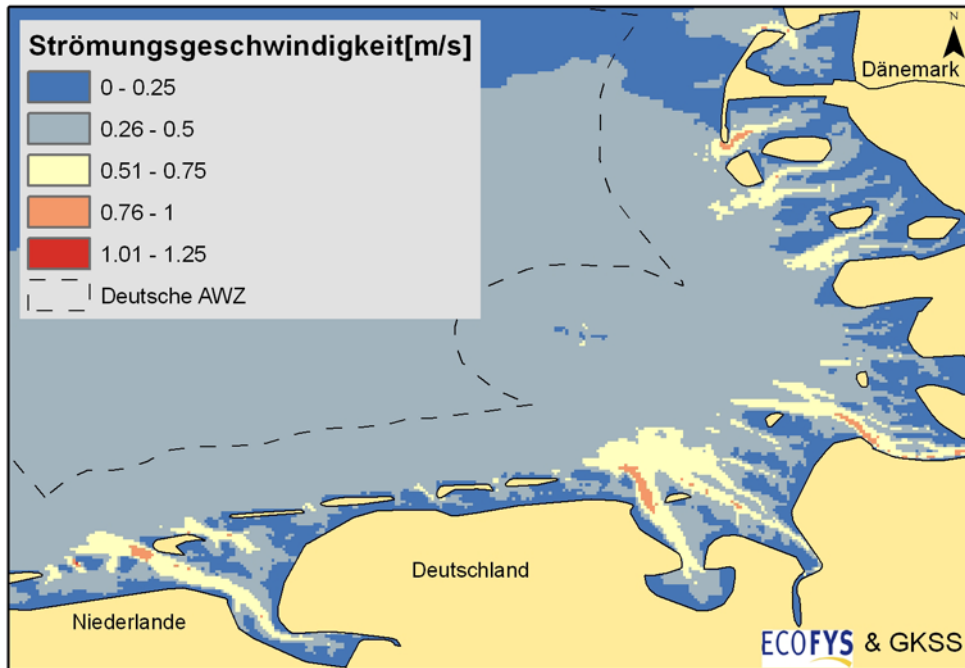 Strömungsgeschwindigkeit[m/s]
0 - 0.25
0.26 - 0.5
0.51 - 0.75
0.76 - 1
1.01 - 1.25
Deutsche AWZ
N
Dänemark
Deutschland
Niederlande
ECOFYS & GKSS